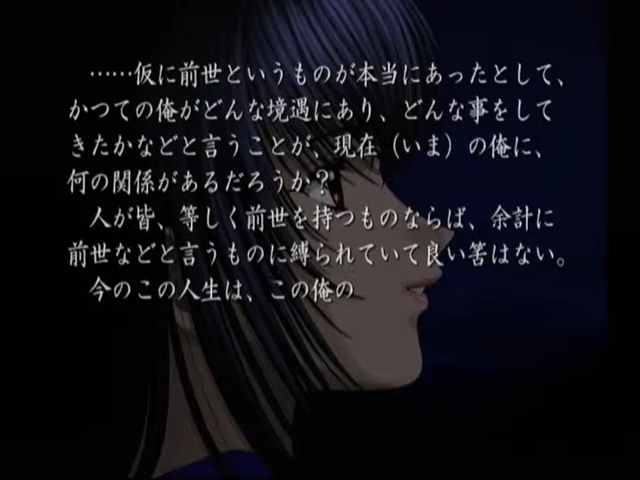 ……仮に前世というものが本当にあったとして、
かつての俺がどんな境遇にあり、どんな事をして
きたかなどと言うことが、現在（いま）の俺に、
何の関係があるだろうか？
人が皆、等しく前世を持つものならば、余計に
前世などと言うものに縛られていて良い筈はない。
今のこの人生は、この俺の